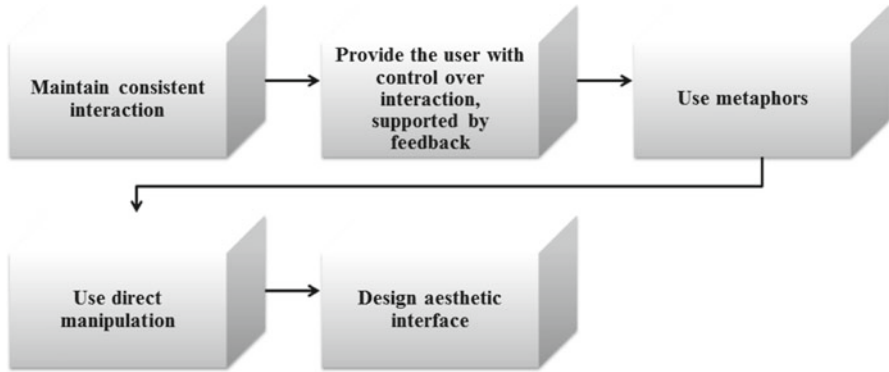 Maintain consistent
interaction
Provide the user with
control over
interaction,
supported by
feedback
Use metaphors
Use direct
manipulation
Design aesthetic
interface